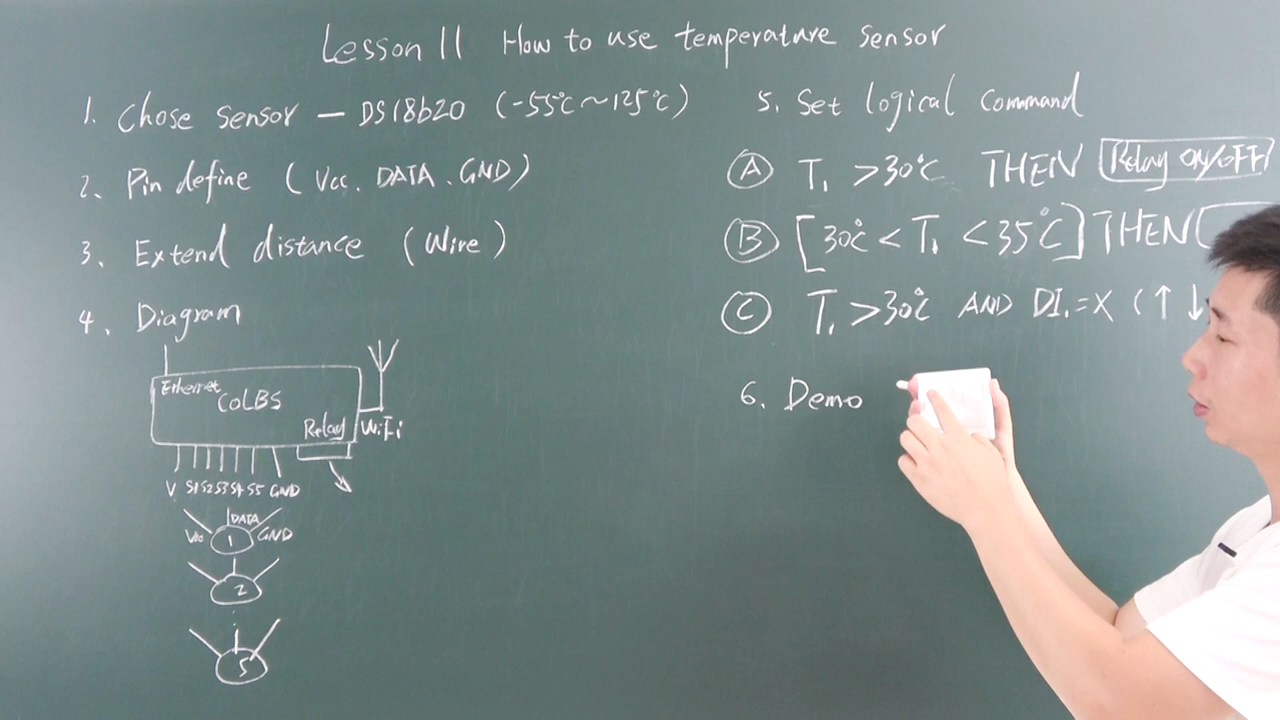 Lesson 11 How to use temperature sensor
1. Chose sensor — DS18b20 (-55℃~125℃)
2. Pin define (Vcc. DATA. GND)
3. Extend distance (Wire)
4. Diagram
Ethernet
CoLBS
Relay
WiFi
V S1 S2 S3 S4 S5 GND
Vcc DATA GND
1
2
5
5. Set logical command
Ⓐ T₁ >30℃ THEN Relay ON/OFF
Ⓑ [30℃ < T₁ < 35℃] THEN
Ⓒ T₁ >30℃ AND DI₁=X (↑ ↓
6. Demo